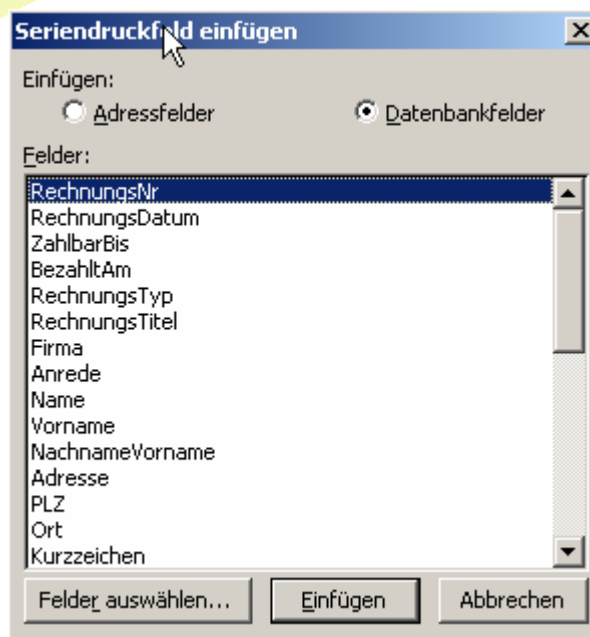 Seriendruckfeld einfügen
Einfügen:
Adressfelder Datenbankfelder
Felder:
RechnungsNr
RechnungsDatum
ZahlbarBis
BezahltAm
RechnungsTyp
RechnungsTitel
Firma
Anrede
Name
Vorname
NachnameVorname
Adresse
PLZ
Ort
Kurzzeichen
Felder auswählen... Einfügen Abbrechen